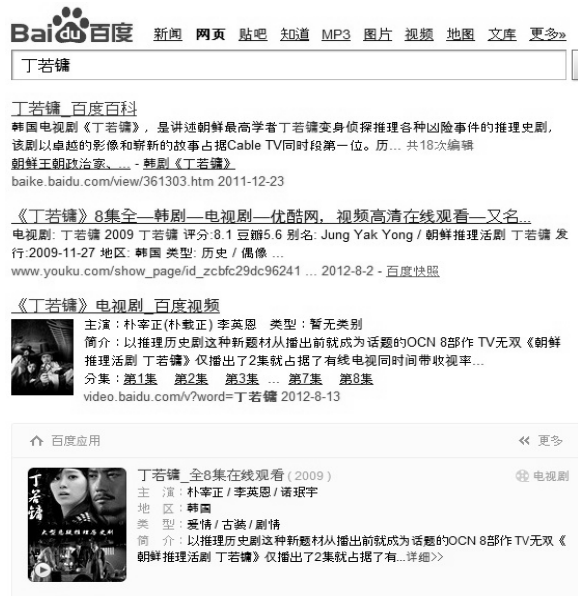 Bai百度 新闻 网页 贴吧 知道 MP3 图片 视频 地图 文库 更多»
丁若镛
丁若镛_百度百科
韩国电视剧《丁若镛》，是讲述朝鲜最高学者丁若镛变身侦探推理各种凶险事件的推理史剧，
该剧以卓越的影像和崭新的故事占据Cable TV同时段第一位。历... 共18次编辑
朝鲜王朝政治家、... - 韩剧《丁若镛》
baike.baidu.com/view/361303.htm 2011-12-23
《丁若镛》8集全—韩剧—电视剧—优酷网，视频高清在线观看—又名...
电视剧: 丁若镛 2009 丁若镛 评分:8.1 豆瓣5.6 别名: Jung Yak Yong / 朝鲜推理活剧 丁若镛 发
行:2009-11-27 地区: 韩国 类型: 历史 / 偶像 ...
www.youku.com/show_page/id_zcbfc29dc96241 ... 2012-8-2 - 百度快照
《丁若镛》电视剧_百度视频
主演：朴宰正(朴载正) 李英恩 类型：暂无类别
简介：以推理历史剧这种新题材从播出前就成为话题的OCN 8部作 TV无双《朝鲜
推理活剧 丁若镛》仅播出了2集就占据了有线电视同时间带收视率...
分集：第1集 第2集 第3集 ... 第7集 第8集
video.baidu.com/v?word=丁若镛 2012-8-13
百度应用 « 更多
丁若镛_全8集在线观看 (2009) 电视剧
主 演：朴宰正 / 李英恩 / 诺珉宇
地 区：韩国
类 型：爱情 / 古装 / 剧情
简 介：以推理历史剧这种新题材从播出前就成为话题的OCN 8部作 TV无双《
朝鲜推理活剧 丁若镛》仅播出了2集就占据了有...详细>>
丁若镛